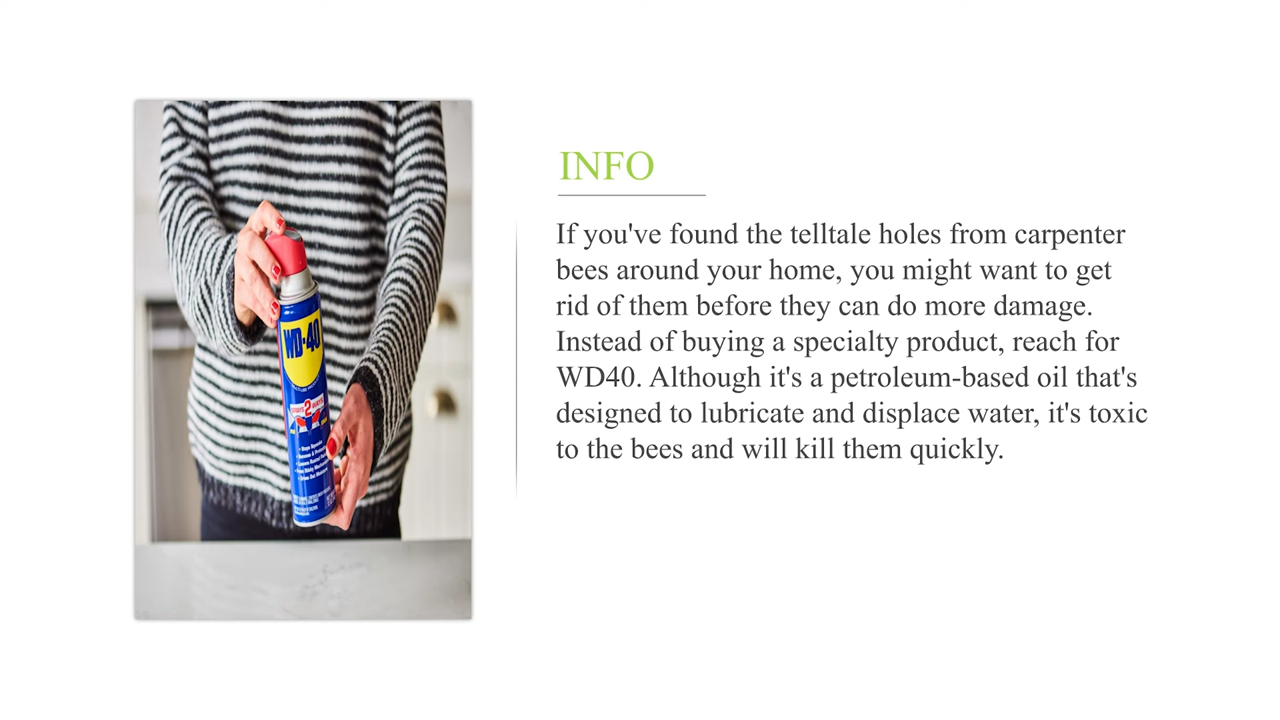 INFO
If you've found the telltale holes from carpenter
bees around your home, you might want to get
rid of them before they can do more damage.
Instead of buying a specialty product, reach for
WD40. Although it's a petroleum-based oil that's
designed to lubricate and displace water, it's toxic
to the bees and will kill them quickly.
WD-40
SPRAYS 2 WAYS